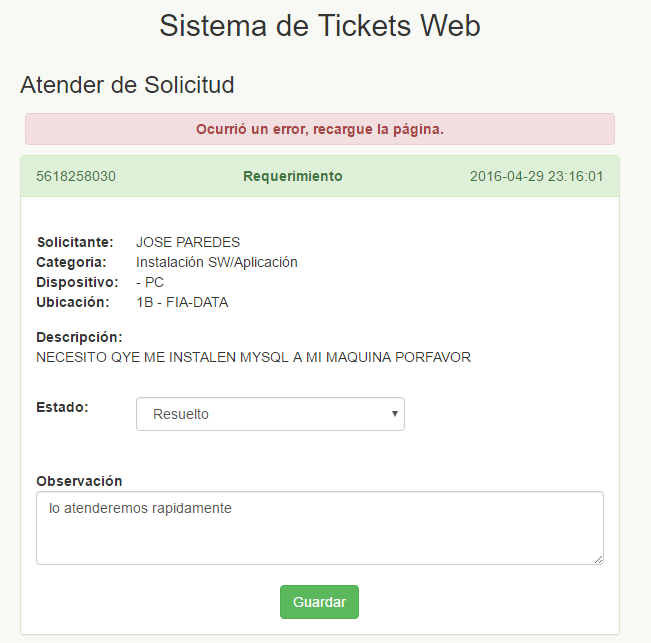 Sistema de Tickets Web
Atender de Solicitud
Ocurrió un error, recargue la página.
5618258030 Requerimiento 2016-04-29 23:16:01
Solicitante: JOSE PAREDES
Categoria: Instalación SW/Aplicación
Dispositivo: - PC
Ubicación: 1B - FIA-DATA
Descripción:
NECESITO QYE ME INSTALEN MYSQL A MI MAQUINA PORFAVOR
Estado: Resuelto
Observación
lo atenderemos rapidamente
Guardar